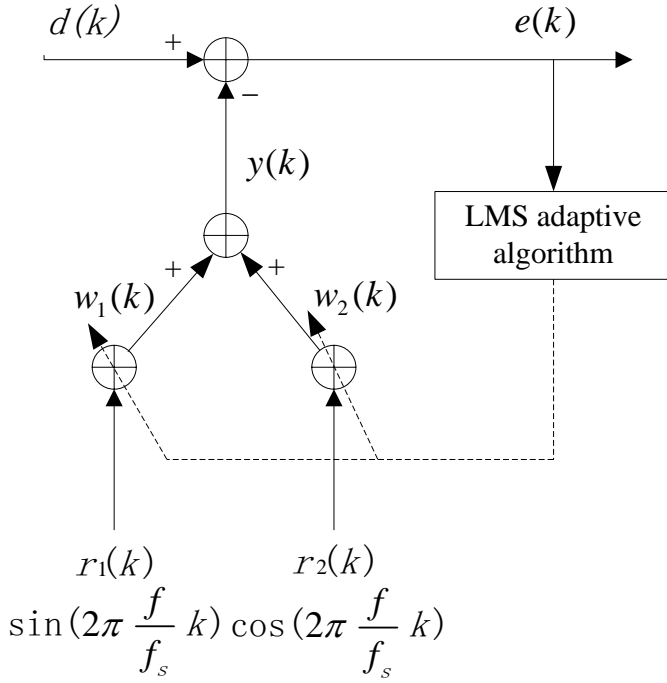 d(k)
+
e(k)
−
y(k)
LMS adaptive
algorithm
+
+
w₁(k)
w₂(k)
r₁(k)
r₂(k)
sin(2π f/fₛ k) cos(2π f/fₛ k)